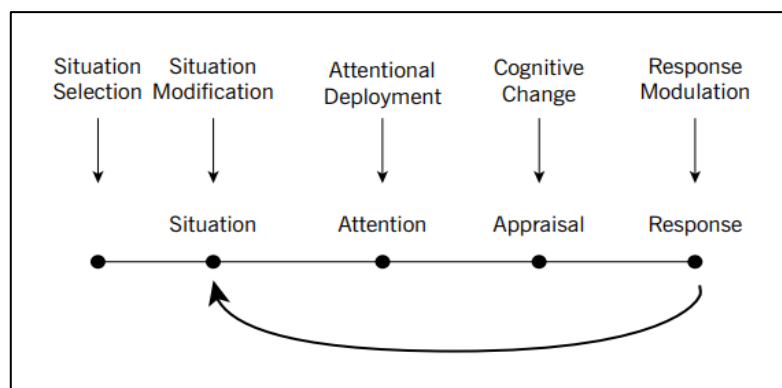 Situation Selection
Situation Modification
Attentional Deployment
Cognitive Change
Response Modulation
Situation
Attention
Appraisal
Response